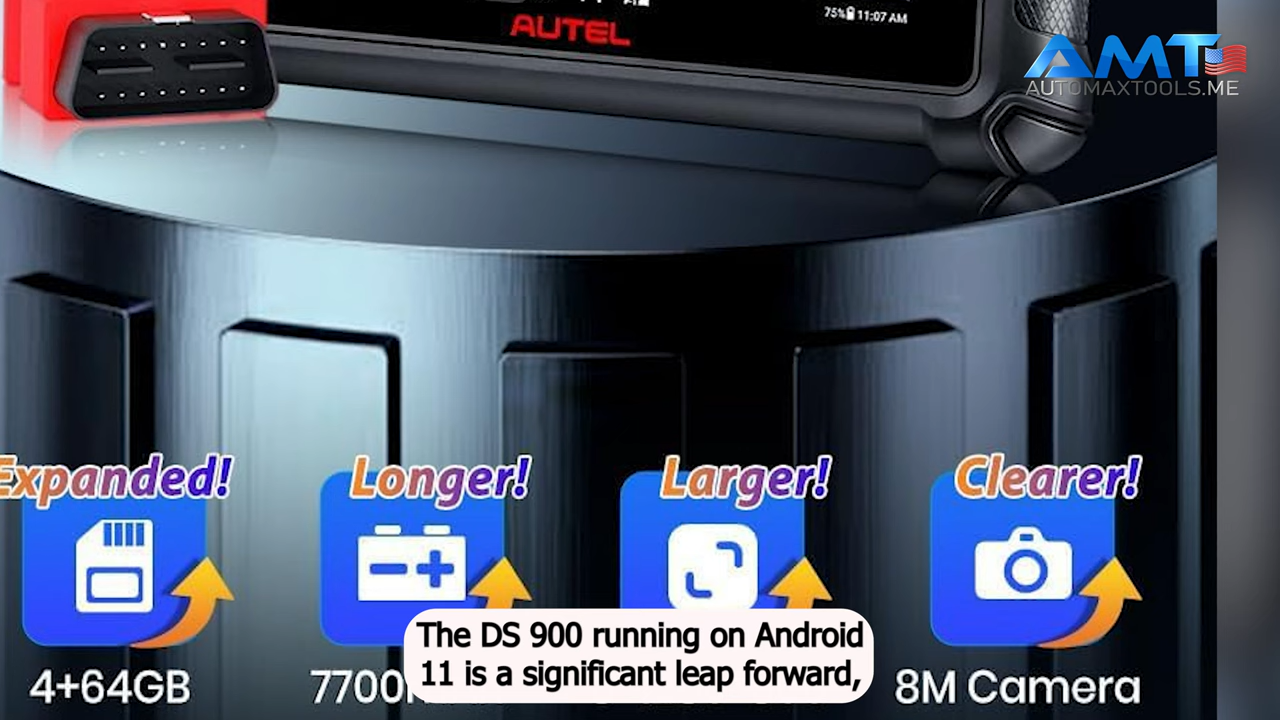 75% 11:07 AM
AUTEL
AMT
AUTOMAXTOOLS.ME
Expanded!
Longer!
Larger!
Clearer!
The DS 900 running on Android
11 is a significant leap forward,
4+64GB
7700
8M Camera